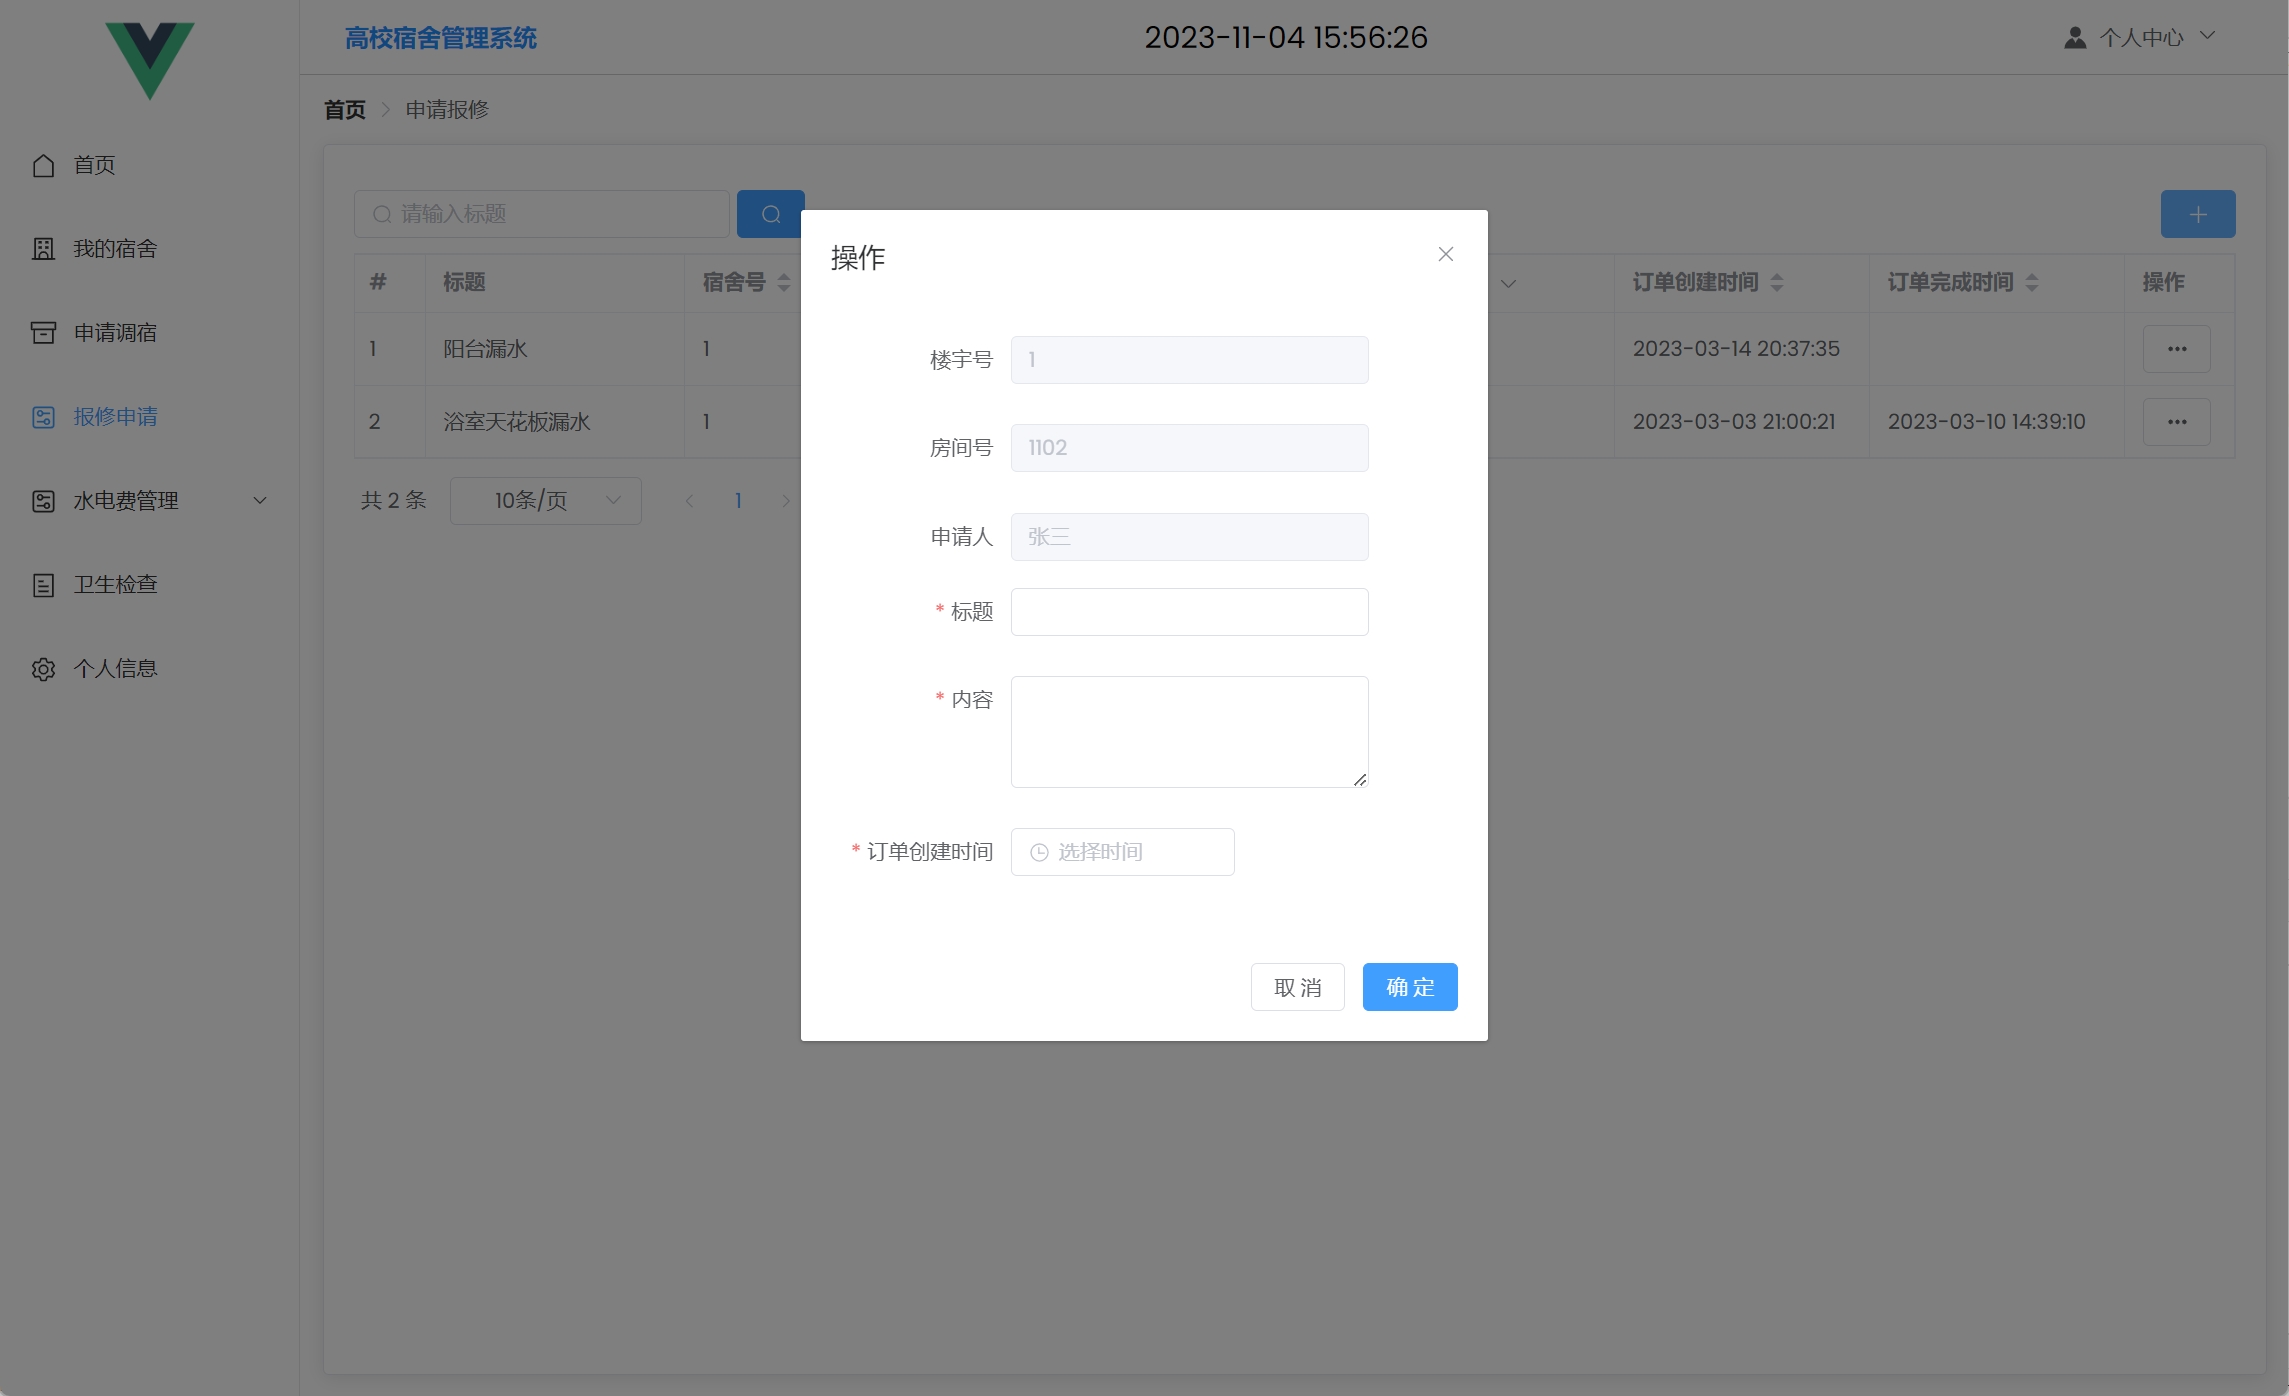 高校宿舍管理系统
2023-11-04 15:56:26
个人中心
首页 申请报修
首页
我的宿舍
申请调宿
报修申请
水电费管理
卫生检查
个人信息
请输入标题
# 标题 宿舍号 订单创建时间 订单完成时间 操作
1 阳台漏水 1 2023-03-14 20:37:35
2 浴室天花板漏水 1 2023-03-03 21:00:21 2023-03-10 14:39:10
共 2 条 10条/页 1
操作
楼宇号 1
房间号 1102
申请人 张三
* 标题
* 内容
* 订单创建时间 选择时间
取 消 确 定